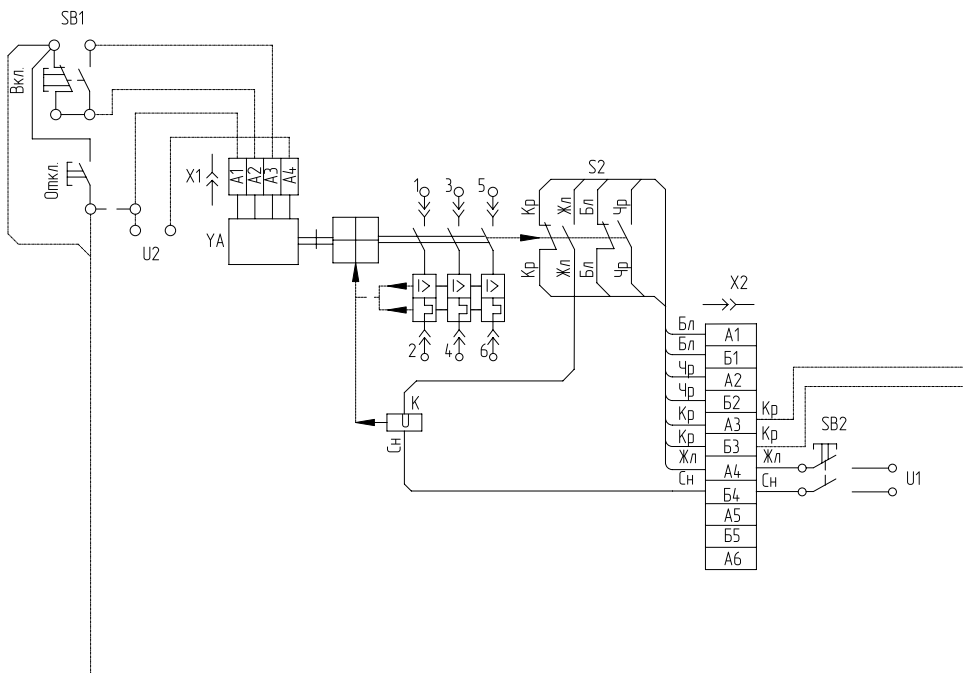 SB1
Вкл.
Откл.
X1
A1
A2
A3
A4
YA
U2
1
3
5
S2
Кр
Жл
Бл
Чр
Кр
Жл
Бл
Чр
I>
I>
I>
2
4
6
K
U
Сн
X2
Бл
A1
Бл
Б1
Чр
A2
Чр
Б2
Кр
A3
Кр
Кр
Б3
Кр
Жл
A4
Жл
Сн
Б4
Сн
A5
Б5
A6
SB2
U1